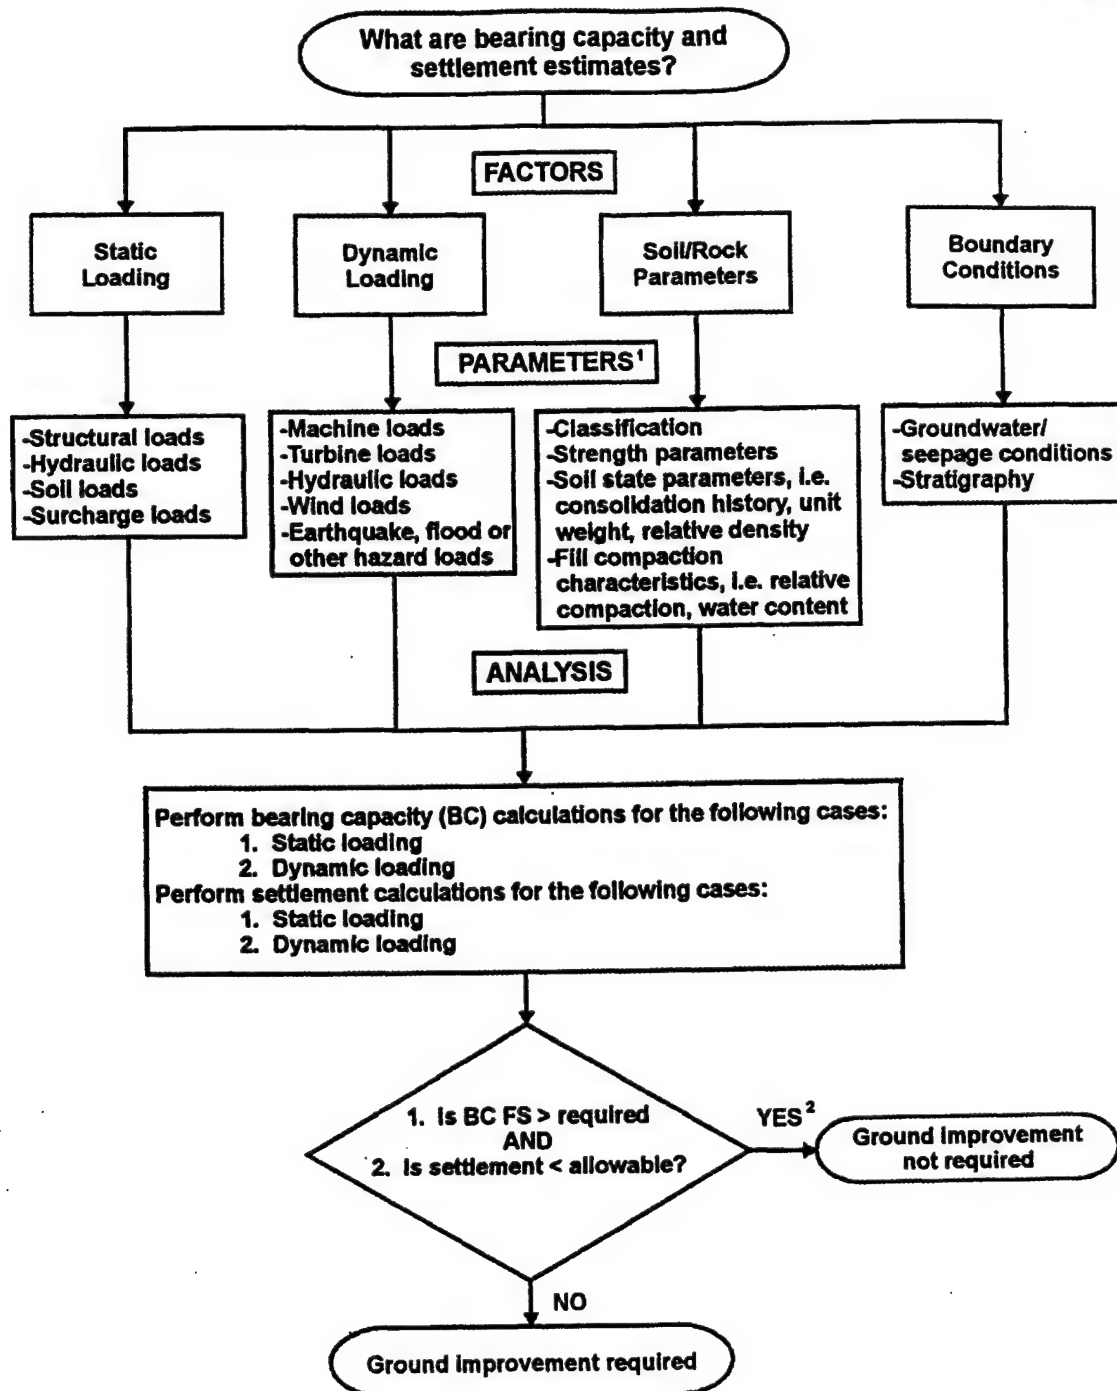 What are bearing capacity and
settlement estimates?
FACTORS
Static
Loading
Dynamic
Loading
Soil/Rock
Parameters
Boundary
Conditions
PARAMETERS¹
-Structural loads
-Hydraulic loads
-Soil loads
-Surcharge loads
-Machine loads
-Turbine loads
-Hydraulic loads
-Wind loads
-Earthquake, flood or
other hazard loads
-Classification
-Strength parameters
-Soil state parameters, i.e.
consolidation history, unit
weight, relative density
-Fill compaction
characteristics, i.e. relative
compaction, water content
-Groundwater/
seepage conditions
-Stratigraphy
ANALYSIS
Perform bearing capacity (BC) calculations for the following cases:
1. Static loading
2. Dynamic loading
Perform settlement calculations for the following cases:
1. Static loading
2. Dynamic loading
1. Is BC FS > required
AND
2. Is settlement < allowable?
YES²
Ground improvement
not required
NO
Ground improvement required